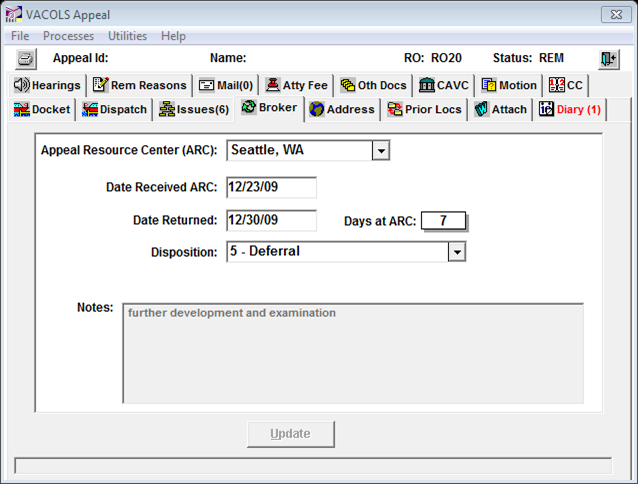 VACOLS Appeal
File Processes Utilities Help
Appeal Id: Name: RO: RO20 Status: REM
Hearings Rem Reasons Mail(0) Atty Fee Oth Docs CAVC Motion CC
Docket Dispatch Issues(6) Broker Address Prior Locs Attach Diary (1)
Appeal Resource Center (ARC): Seattle, WA
Date Received ARC: 12/23/09
Date Returned: 12/30/09 Days at ARC: 7
Disposition: 5 - Deferral
Notes: further development and examination
Update